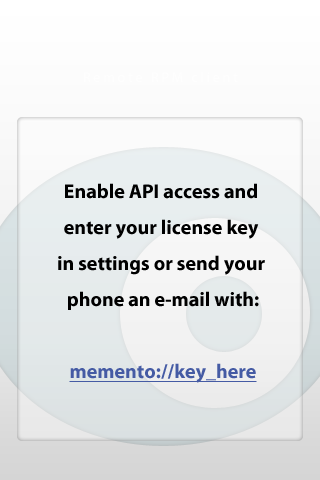 Enable API access and
enter your license key
in settings or send your
phone an e-mail with:
memento://key_here